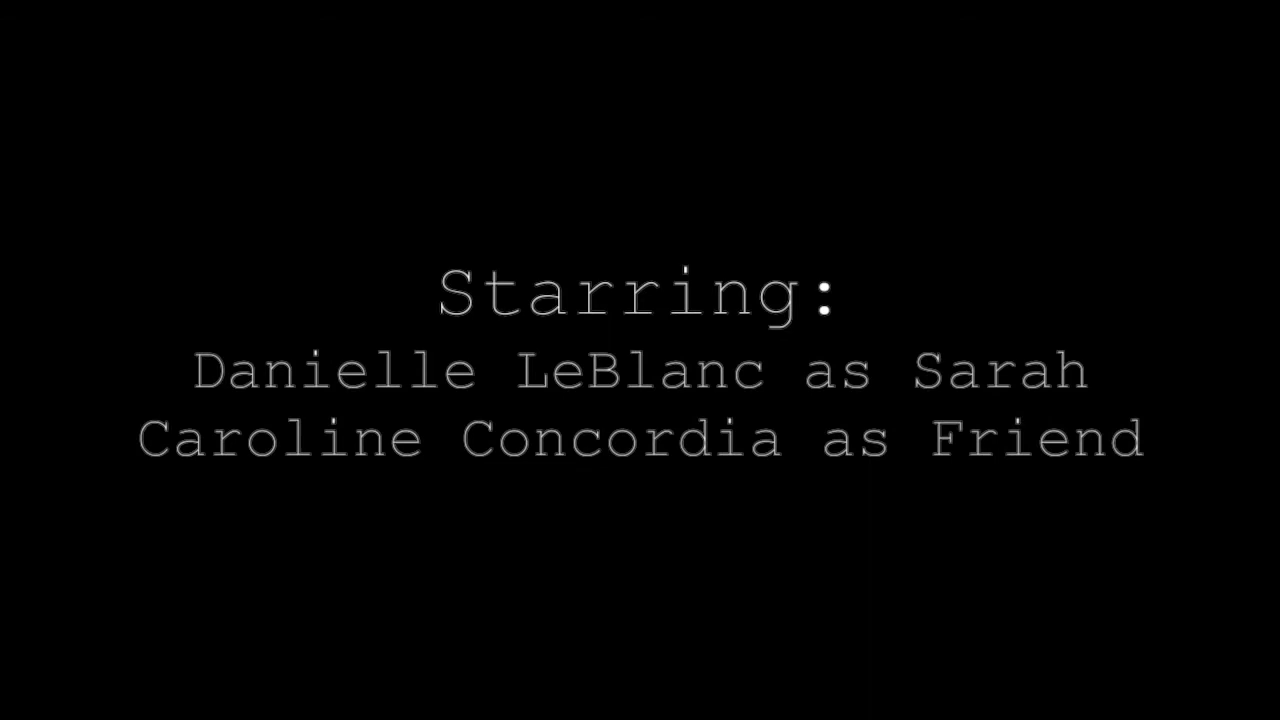 Starring:
Danielle LeBlanc as Sarah
Caroline Concordia as Friend